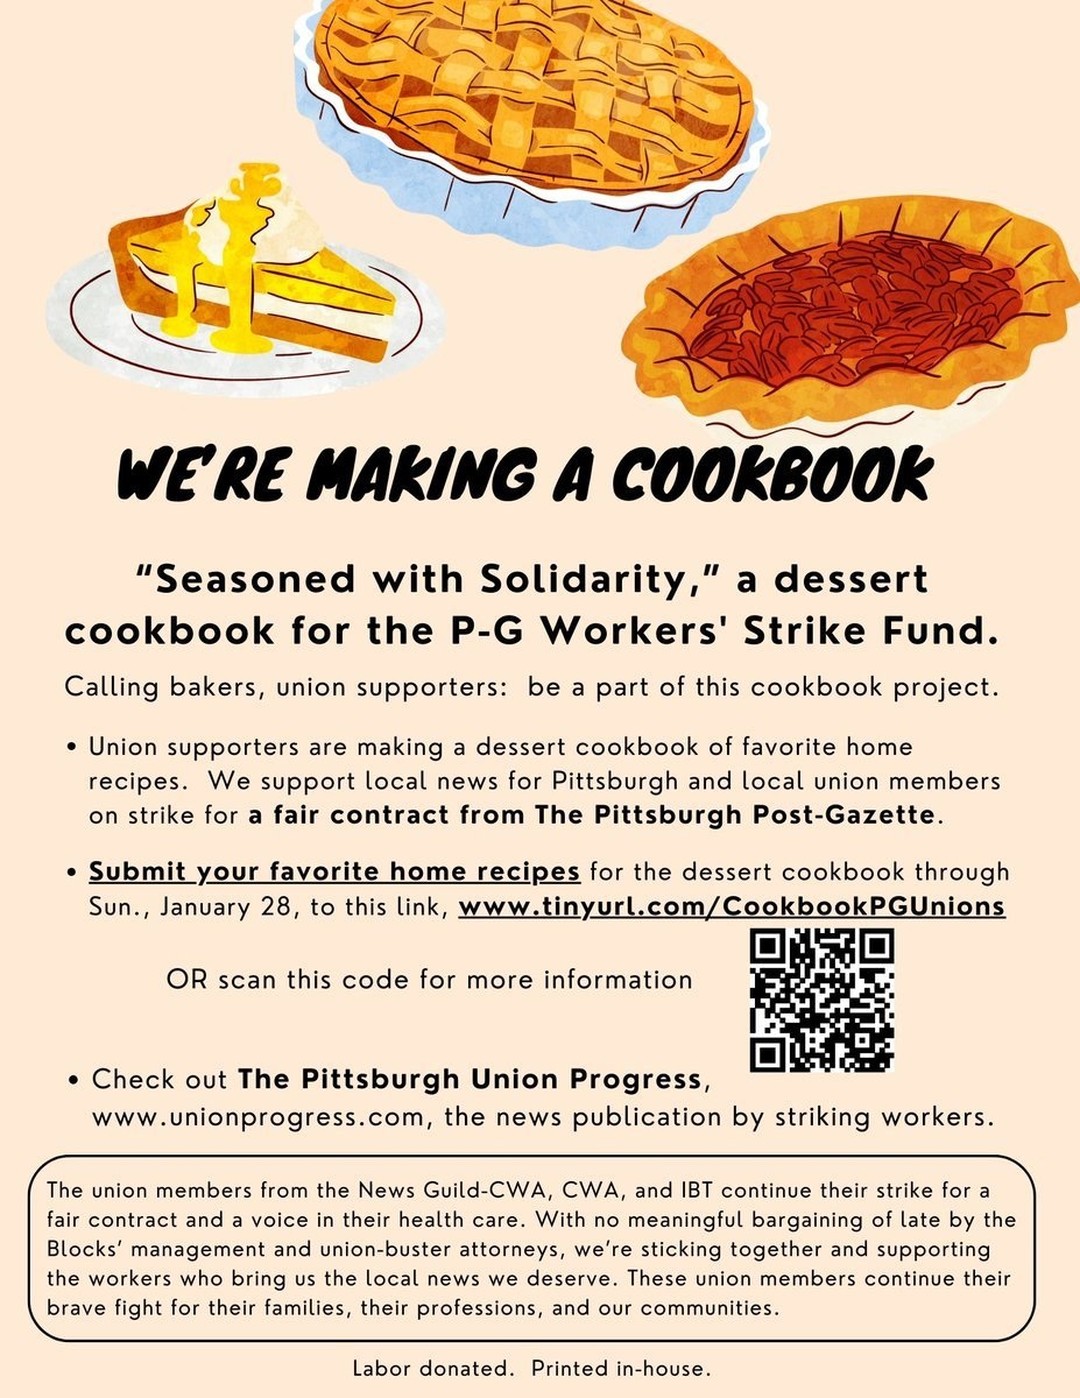 WE'RE MAKING A COOKBOOK
“Seasoned with Solidarity,” a dessert
cookbook for the P-G Workers' Strike Fund.
Calling bakers, union supporters:  be a part of this cookbook project.
• Union supporters are making a dessert cookbook of favorite home
recipes.  We support local news for Pittsburgh and local union members
on strike for a fair contract from The Pittsburgh Post-Gazette.
• Submit your favorite home recipes for the dessert cookbook through
Sun., January 28, to this link, www.tinyurl.com/CookbookPGUnions
OR scan this code for more information
• Check out The Pittsburgh Union Progress,
www.unionprogress.com, the news publication by striking workers.
The union members from the News Guild-CWA, CWA, and IBT continue their strike for a
fair contract and a voice in their health care. With no meaningful bargaining of late by the
Blocks’ management and union-buster attorneys, we’re sticking together and supporting
the workers who bring us the local news we deserve. These union members continue their
brave fight for their families, their professions, and our communities.
Labor donated.  Printed in-house.